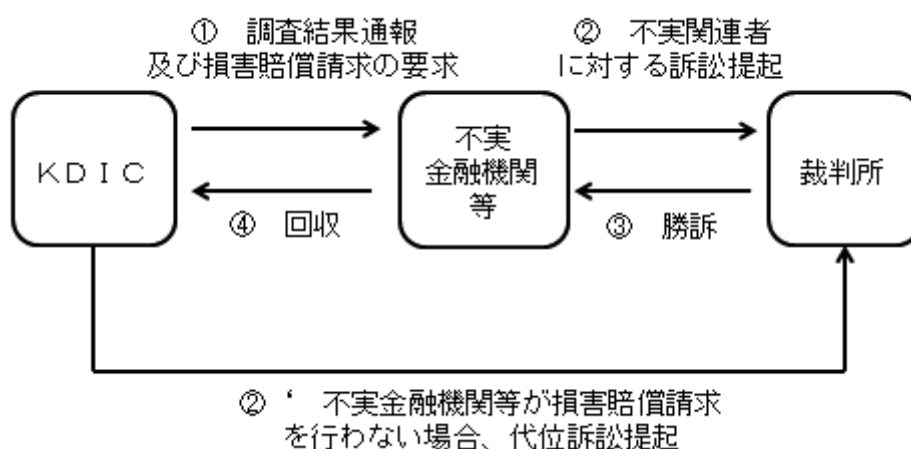 ① 調査結果通報
及び損害賠償請求の要求
② 不実関連者
に対する訴訟提起
KDIC
不実
金融機関
等
裁判所
④ 回収
③ 勝訴
②‘ 不実金融機関等が損害賠償請求
を行わない場合、代位訴訟提起